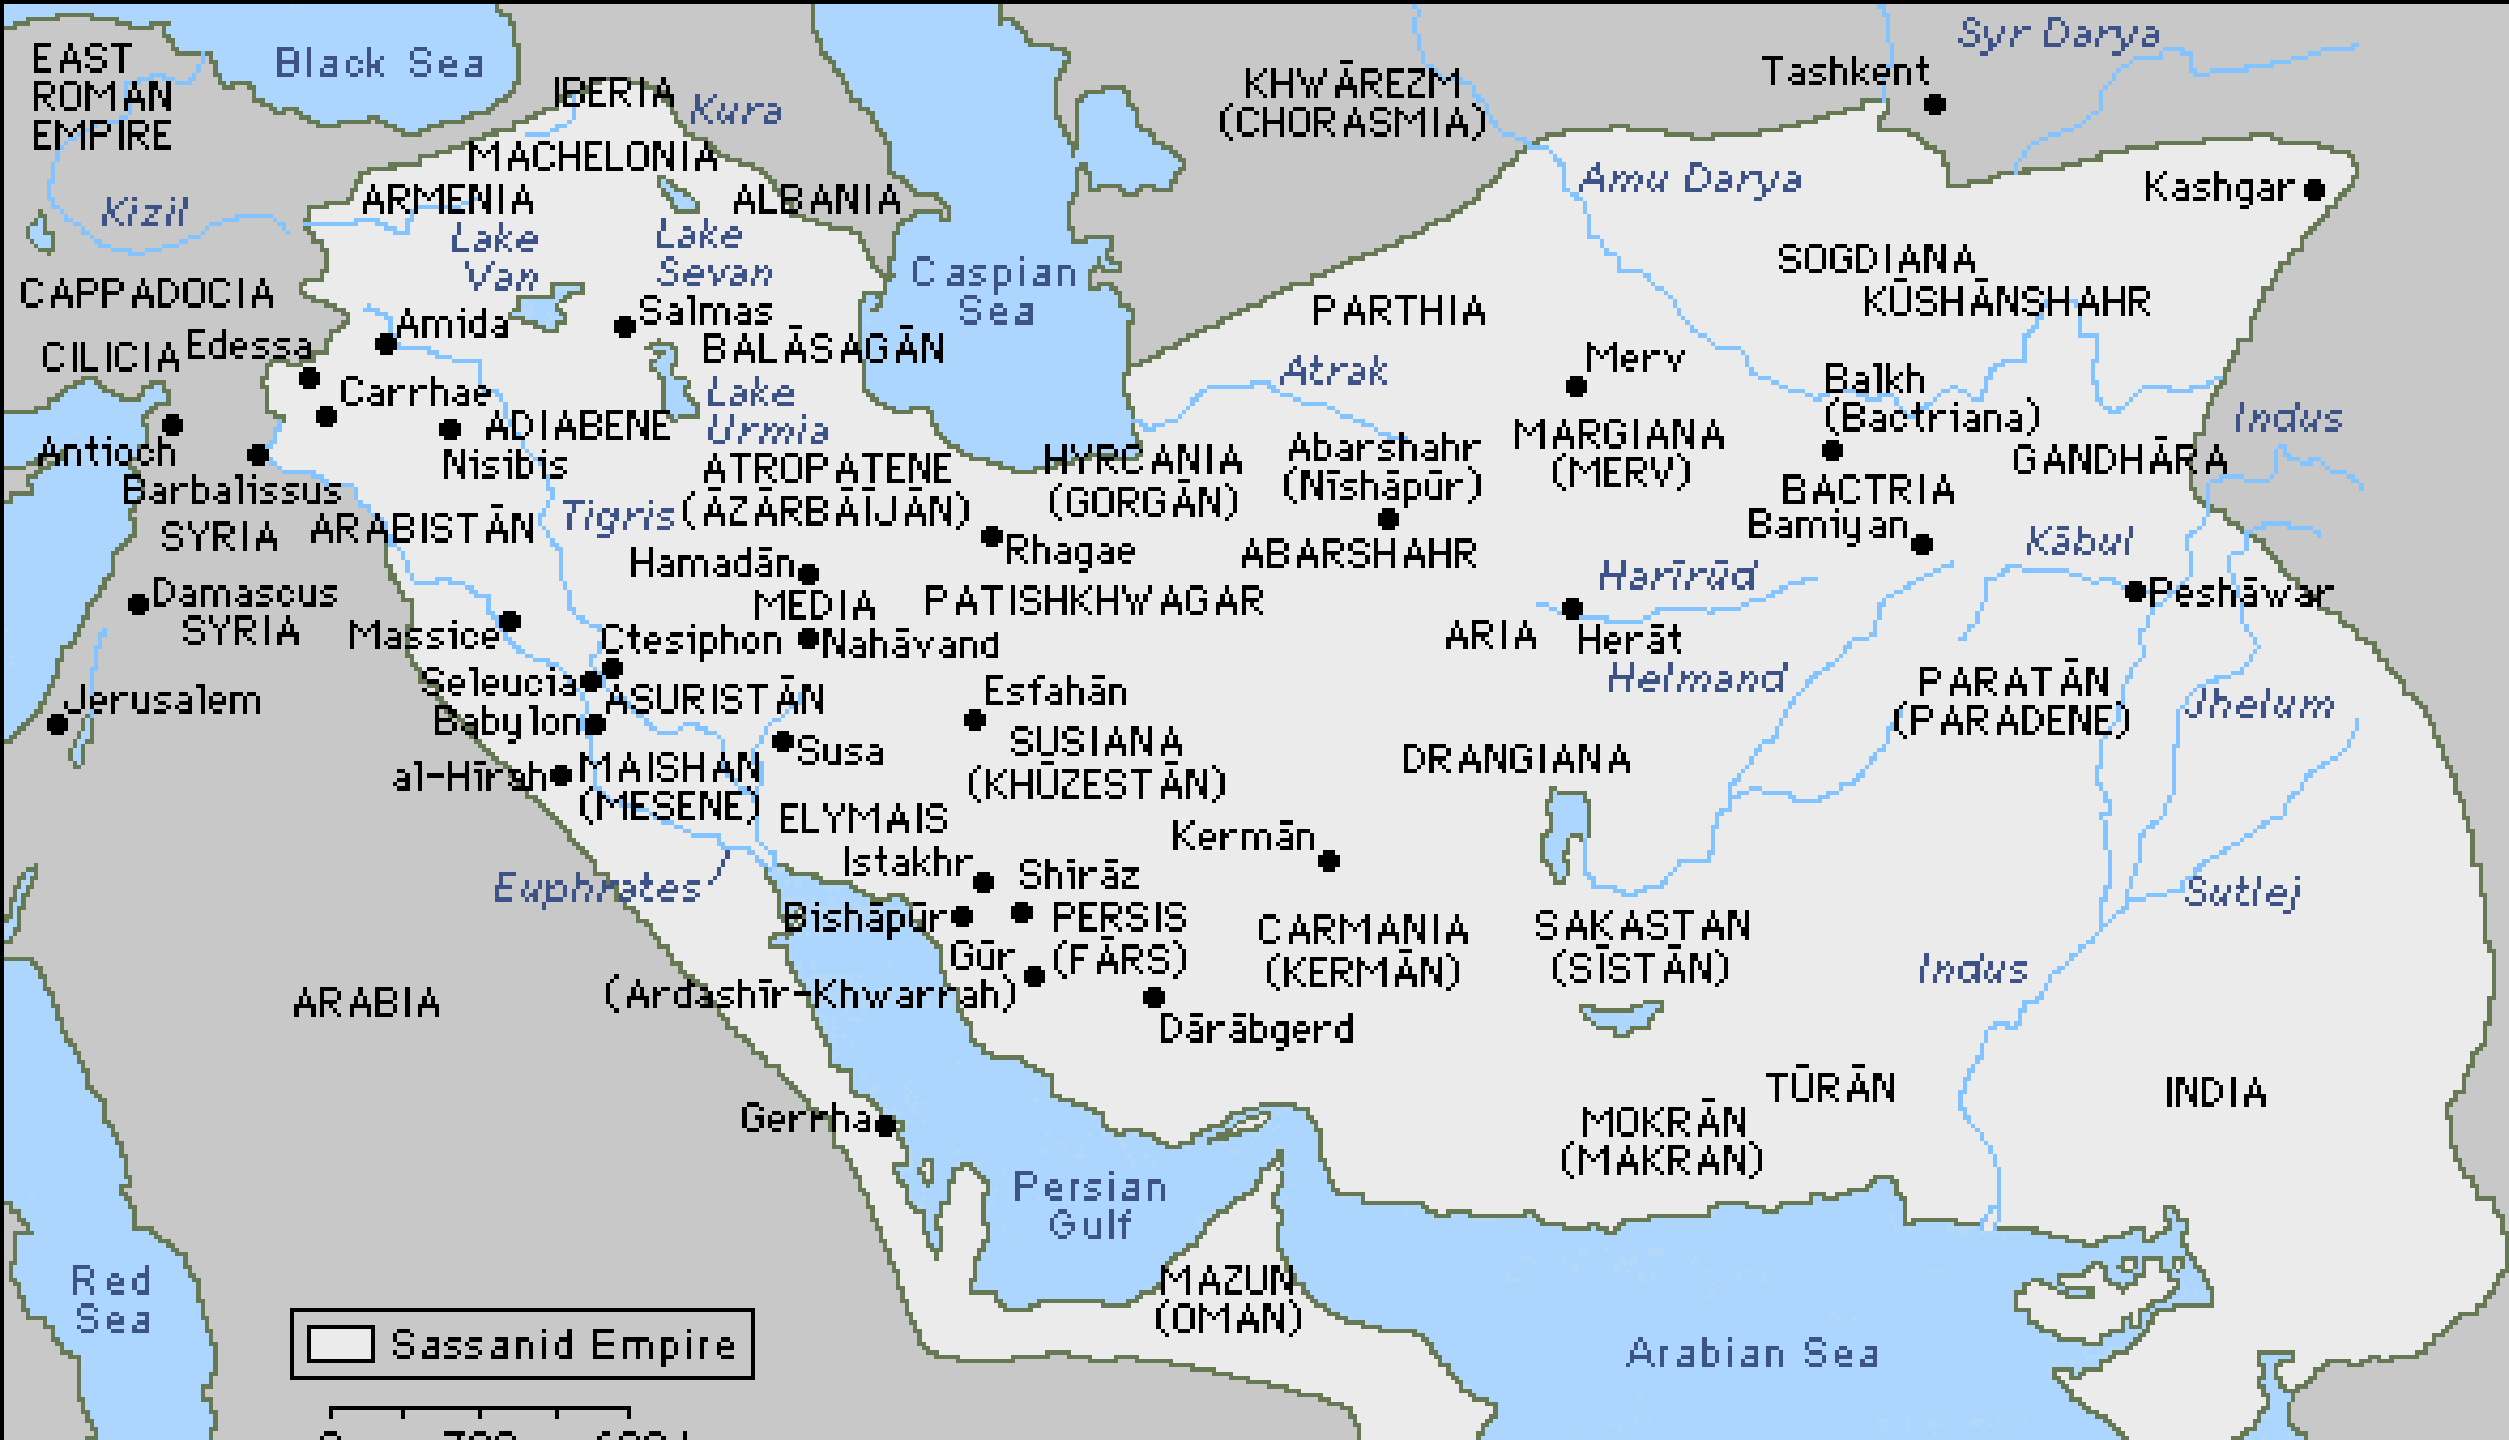 EAST
ROMAN
EMPIRE
Black Sea
IBERIA
Kura
KHWĀREZM
(CHORASMIA)
Syr Darya
Tashkent
MACHELONIA
ARMENIA
ALBANIA
Kizil
Lake
Van
Lake
Sevan
Caspian
Sea
Amu Darya
Kashgar
SOGDIANA
KŪSHĀNSHAHR
CAPPADOCIA
PARTHIA
Amida
Salmas
CILICIA
Edessa
BALĀSAGĀN
Carrhae
Lake
Urmia
Atrak
Merv
Balkh
(Bactriana)
Indus
Antioch
ADIABENE
Nisibis
ATROPATENE
(ĀZĀRBĀĪJĀN)
HYRCANIA
(GORGĀN)
Abarshahr
(Nīshāpūr)
MARGIANA
(MERV)
GANDHĀRA
Barbalissus
BACTRIA
SYRIA
ARABISTĀN
Tigris
Rhagae
ABARSHAHR
Bamiyan
Kābul
Hamadān
Harīrūd
Damascus
SYRIA
MEDIA
PATISHKHWAGAR
Peshāwar
Massice
Ctesiphon
Nahāvand
ARIA
Herāt
Seleucia
ASURISTĀN
Esfahān
Helmand
PARATĀN
(PARADENE)
Jhelum
Jerusalem
Babylon
Susa
SUSIANA
(KHŪZESTĀN)
DRANGIANA
al-Hīrah
MAISHAN
(MESENE)
ELYMAIS
Kermān
Istakhr
Shīrāz
Euphrates
Sutlej
Bishāpūr
PERSIS
(FĀRS)
CARMANIA
(KERMĀN)
SAKASTAN
(SĪSTĀN)
Gūr
(Ardashīr-Khwarrah)
Indus
ARABIA
Dārābgerd
TŪRĀN
INDIA
Gerrha
MOKRĀN
(MAKRAN)
Persian
Gulf
Red
Sea
MAZUN
(OMAN)
Sassanid Empire
Arabian Sea